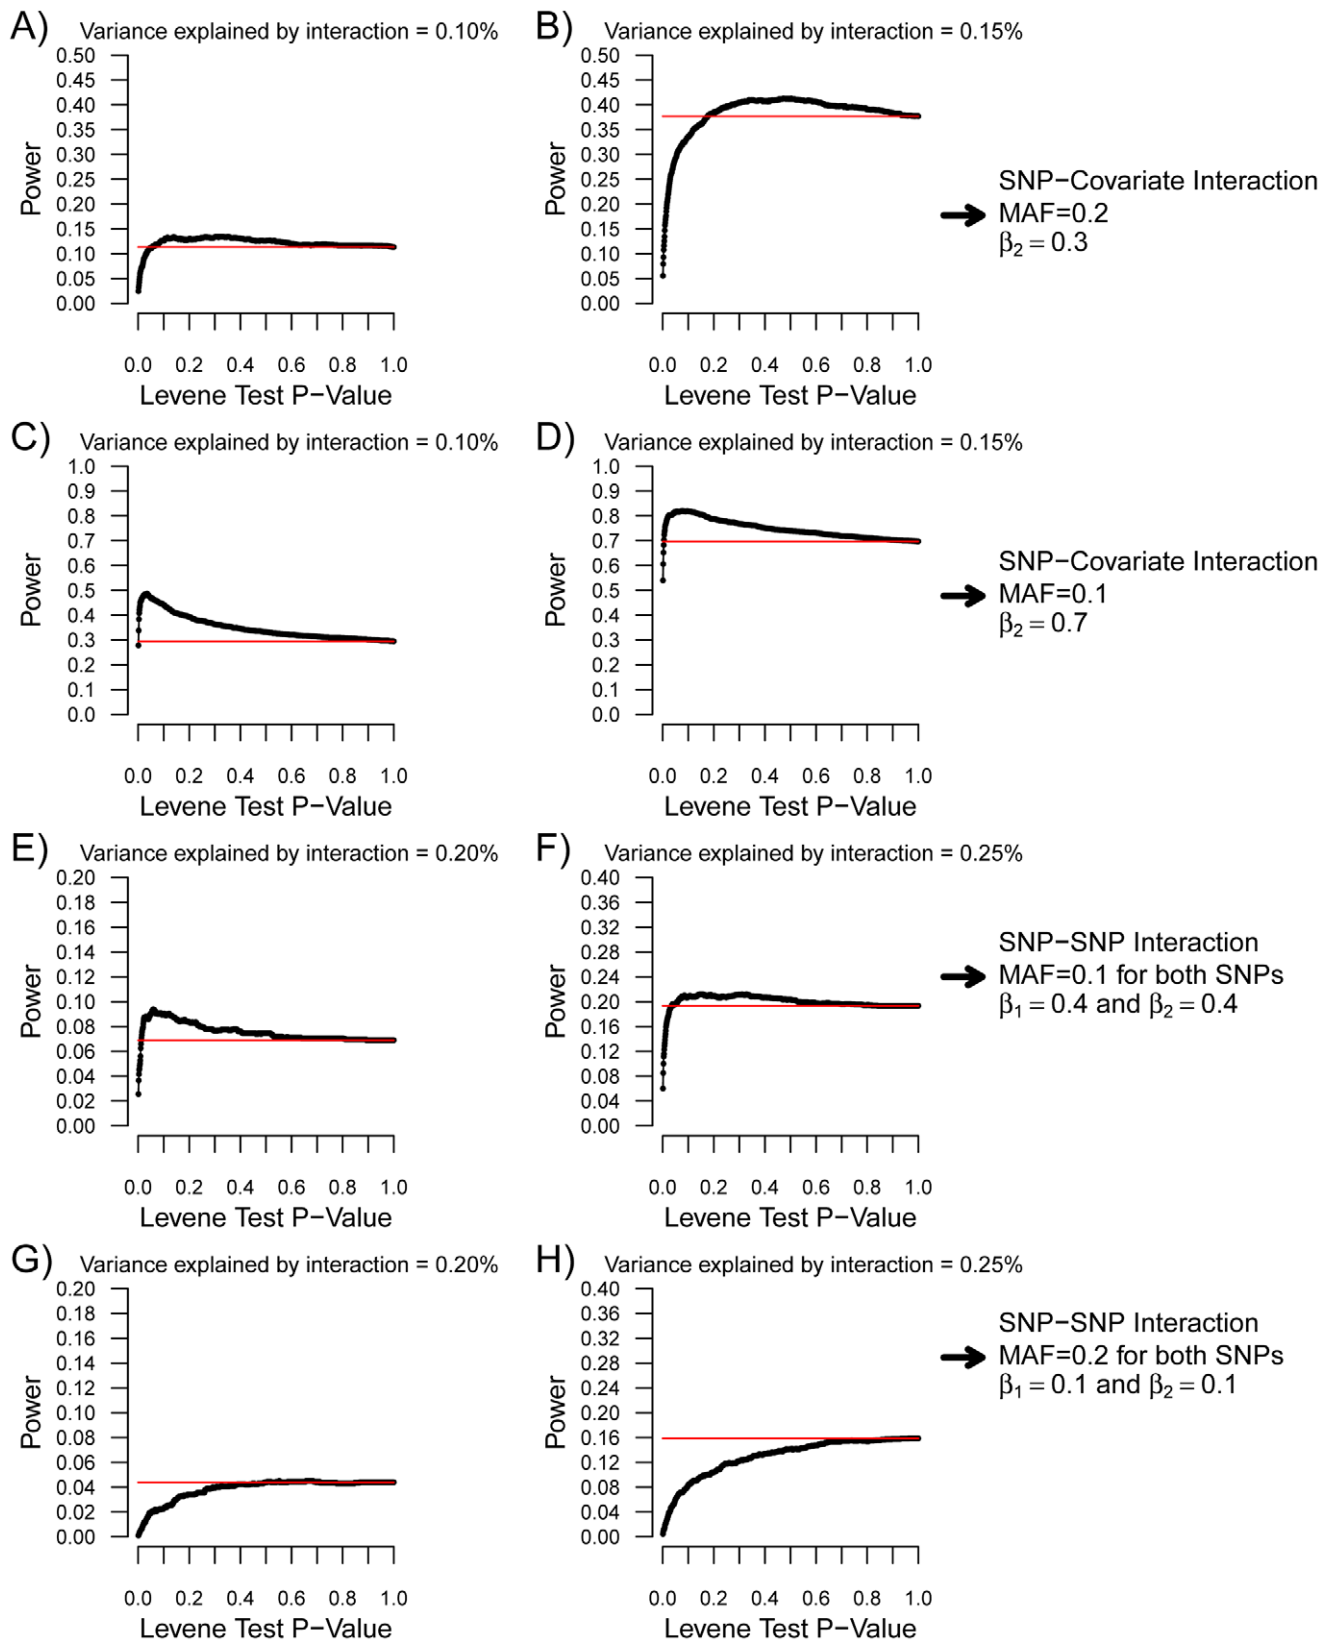 A) Variance explained by interaction = 0.10%
0.50
0.45
0.40
0.35
0.30
0.25
0.20
0.15
0.10
0.05
0.00
Power
0.0 0.2 0.4 0.6 0.8 1.0
Levene Test P−Value
B) Variance explained by interaction = 0.15%
0.50
0.45
0.40
0.35
0.30
0.25
0.20
0.15
0.10
0.05
0.00
Power
0.0 0.2 0.4 0.6 0.8 1.0
Levene Test P−Value
SNP−Covariate Interaction
MAF=0.2
β₂ = 0.3
C) Variance explained by interaction = 0.10%
1.0
0.9
0.8
0.7
0.6
0.5
0.4
0.3
0.2
0.1
0.0
Power
0.0 0.2 0.4 0.6 0.8 1.0
Levene Test P−Value
D) Variance explained by interaction = 0.15%
1.0
0.9
0.8
0.7
0.6
0.5
0.4
0.3
0.2
0.1
0.0
Power
0.0 0.2 0.4 0.6 0.8 1.0
Levene Test P−Value
SNP−Covariate Interaction
MAF=0.1
β₂ = 0.7
E) Variance explained by interaction = 0.20%
0.20
0.18
0.16
0.14
0.12
0.10
0.08
0.06
0.04
0.02
0.00
Power
0.0 0.2 0.4 0.6 0.8 1.0
Levene Test P−Value
F) Variance explained by interaction = 0.25%
0.40
0.36
0.32
0.28
0.24
0.20
0.16
0.12
0.08
0.04
0.00
Power
0.0 0.2 0.4 0.6 0.8 1.0
Levene Test P−Value
SNP−SNP Interaction
MAF=0.1 for both SNPs
β₁ = 0.4 and β₂ = 0.4
G) Variance explained by interaction = 0.20%
0.20
0.18
0.16
0.14
0.12
0.10
0.08
0.06
0.04
0.02
0.00
Power
0.0 0.2 0.4 0.6 0.8 1.0
Levene Test P−Value
H) Variance explained by interaction = 0.25%
0.40
0.36
0.32
0.28
0.24
0.20
0.16
0.12
0.08
0.04
0.00
Power
0.0 0.2 0.4 0.6 0.8 1.0
Levene Test P−Value
SNP−SNP Interaction
MAF=0.2 for both SNPs
β₁ = 0.1 and β₂ = 0.1